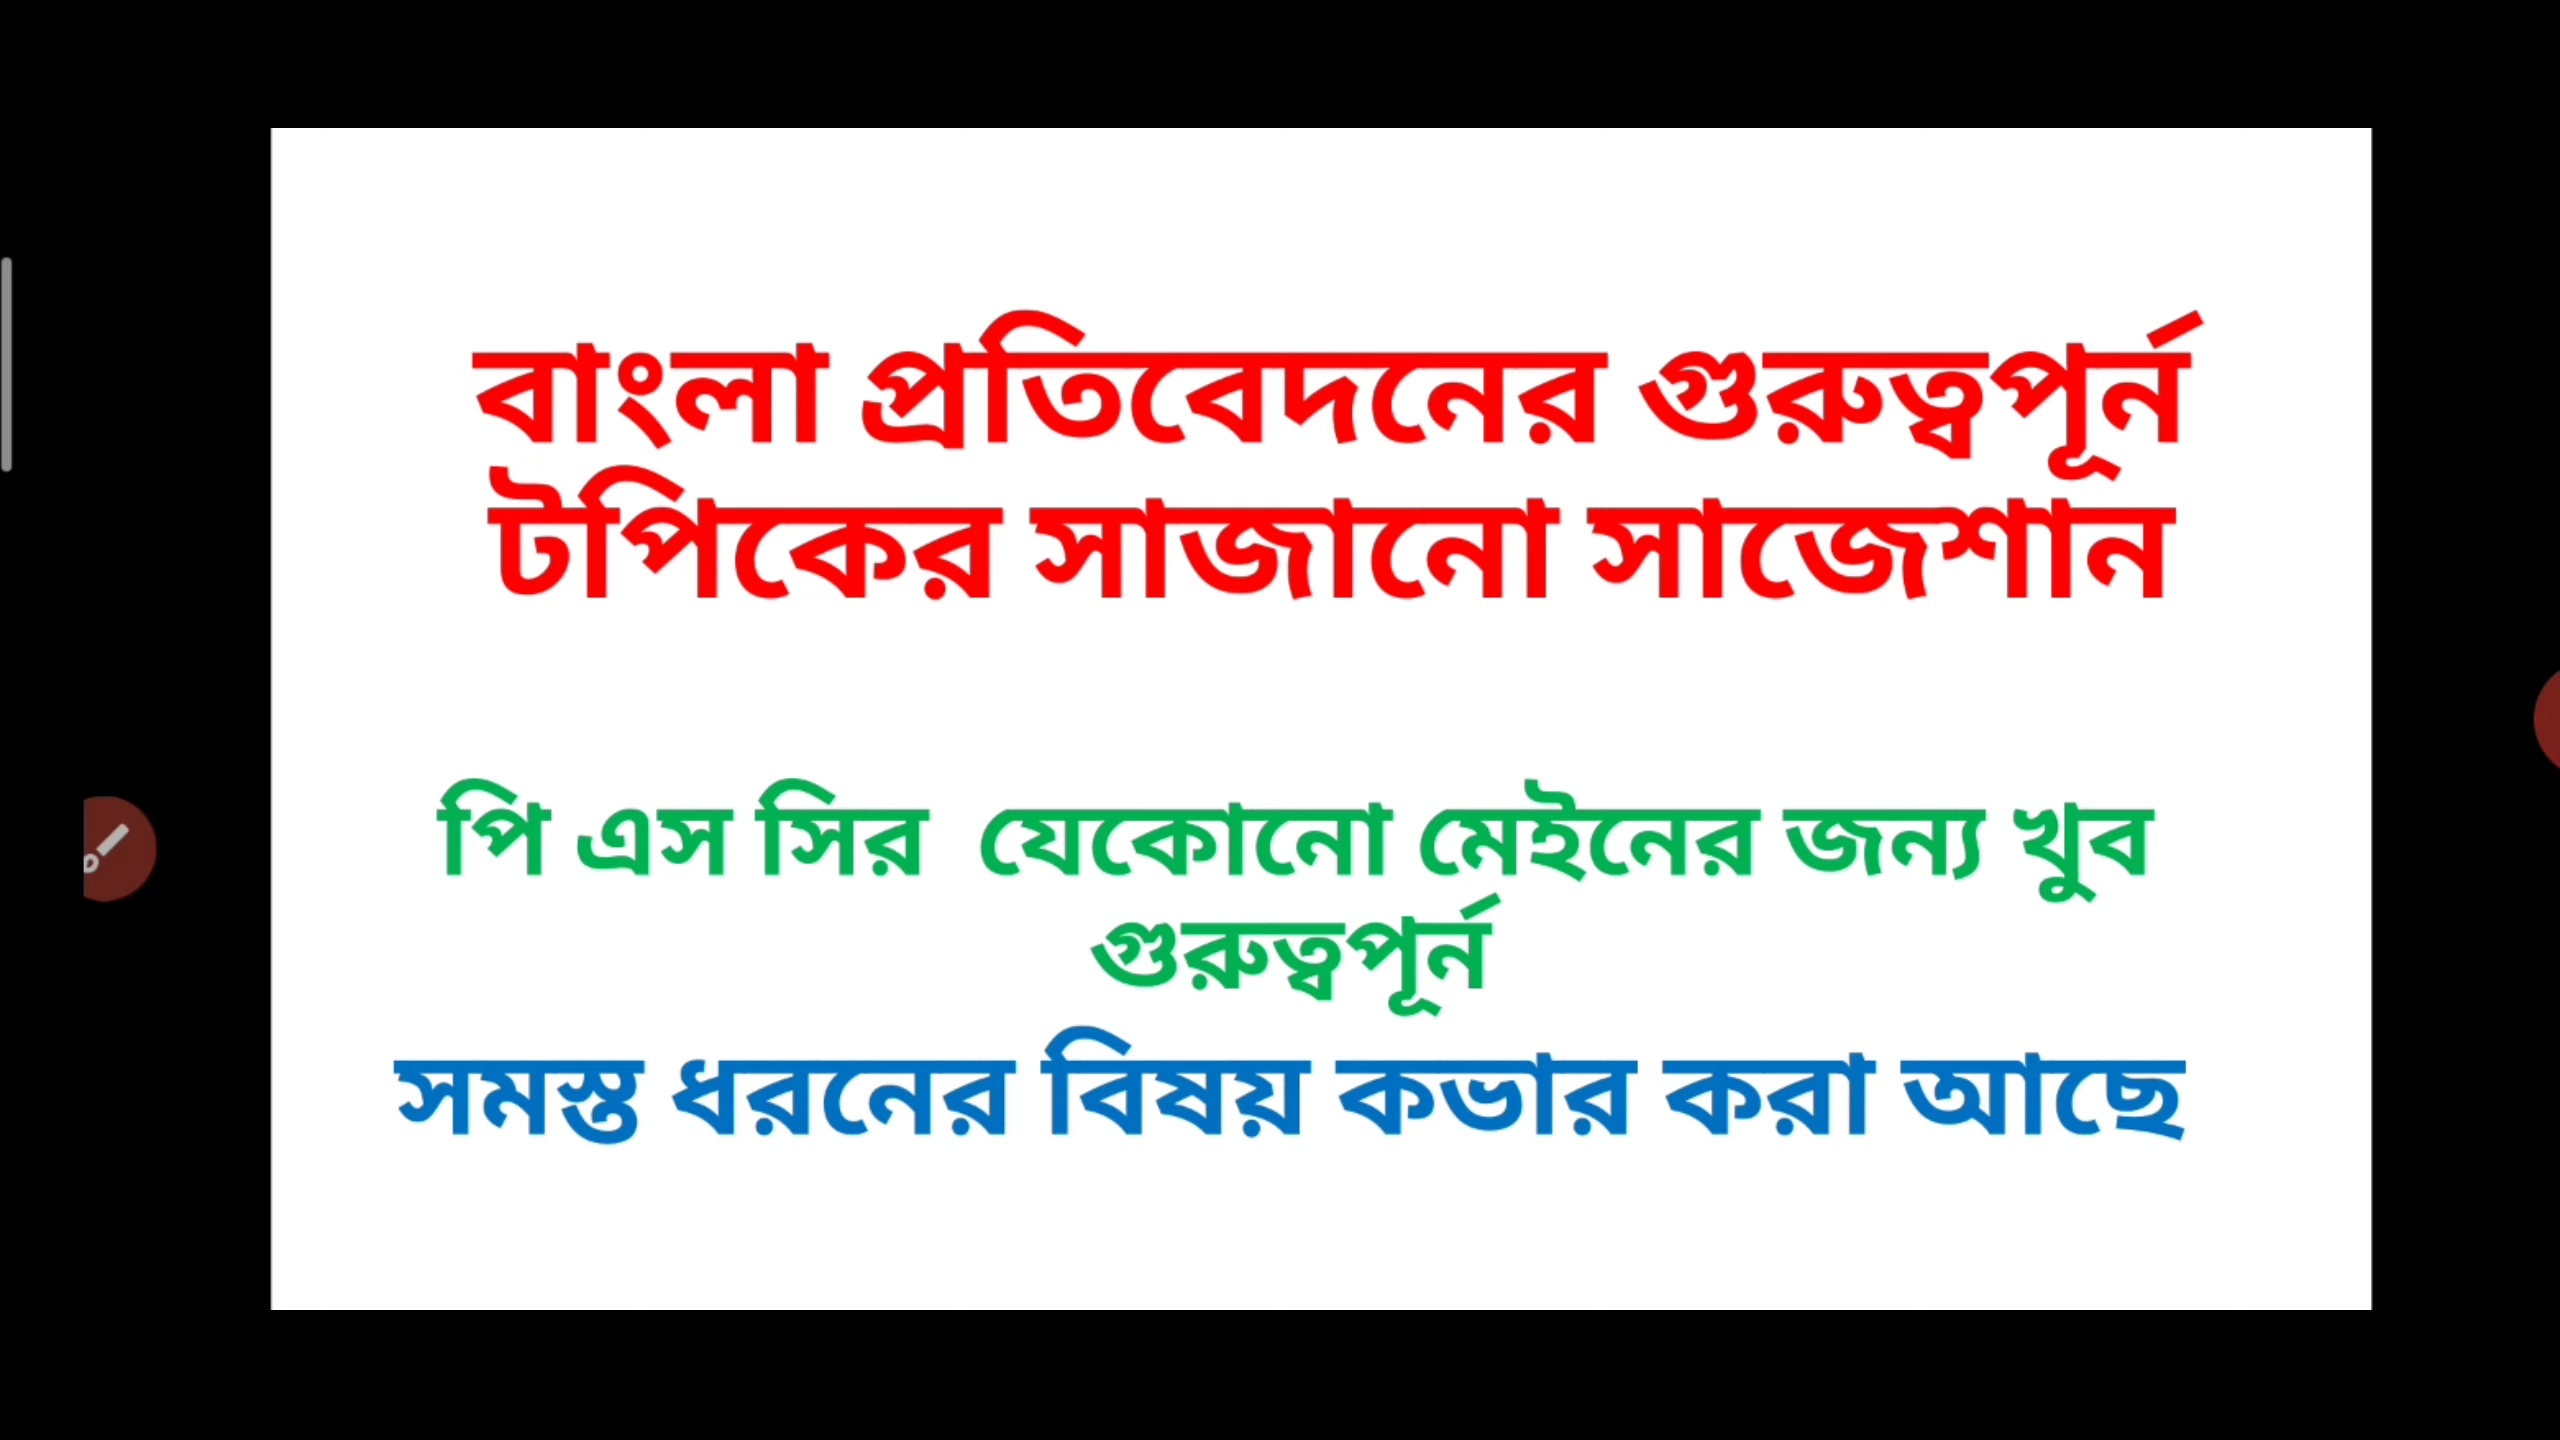 বাংলা প্রতিবেদনের গুরুত্বপূর্ন
টপিকের সাজানো সাজেশান
পি এস সির যেকোনো মেইনের জন্য খুব
গুরুত্বপূর্ন
সমস্ত ধরনের বিষয় কভার করা আছে